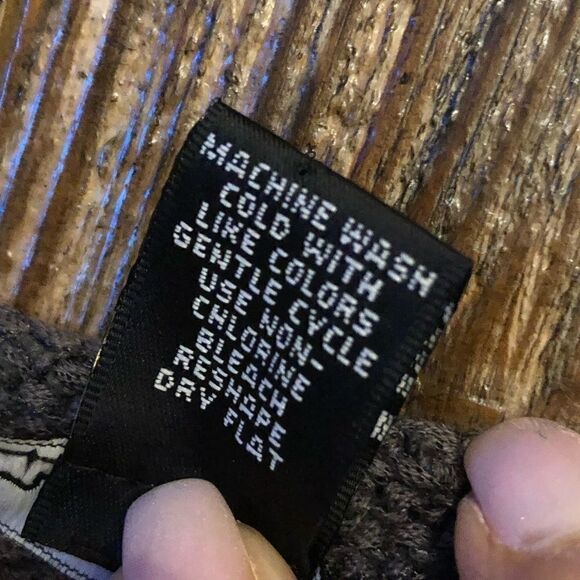 MACHINE WASH
COLD WITH
LIKE COLORS
GENTLE CYCLE
USE NON-
CHLORINE
BLEACH
RESHAPE
DRY FLAT